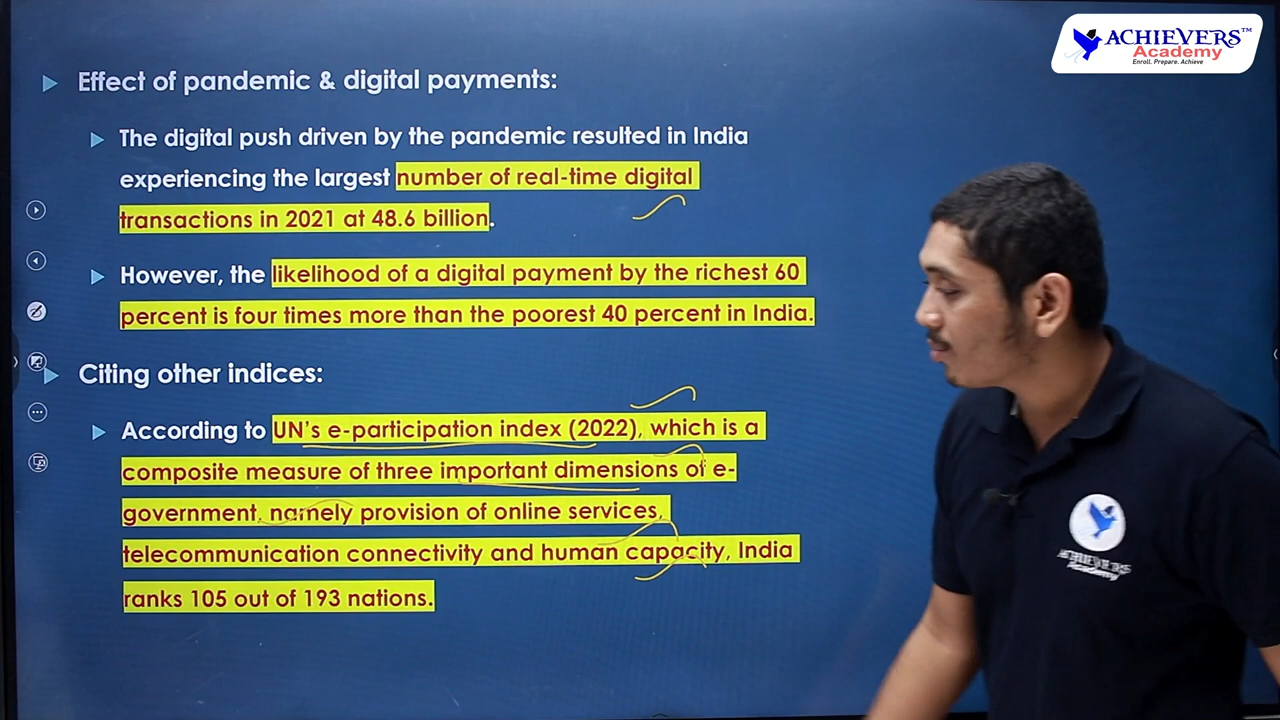 ACHIEVERS™
Academy
Enroll. Prepare. Achieve
Effect of pandemic & digital payments:
The digital push driven by the pandemic resulted in India
experiencing the largest number of real-time digital
transactions in 2021 at 48.6 billion.
However, the likelihood of a digital payment by the richest 60
percent is four times more than the poorest 40 percent in India.
Citing other indices:
According to UN's e-participation index (2022), which is a
composite measure of three important dimensions of e-
government, namely provision of online services,
telecommunication connectivity and human capacity, India
ranks 105 out of 193 nations.
ACHIEVERS
Academy